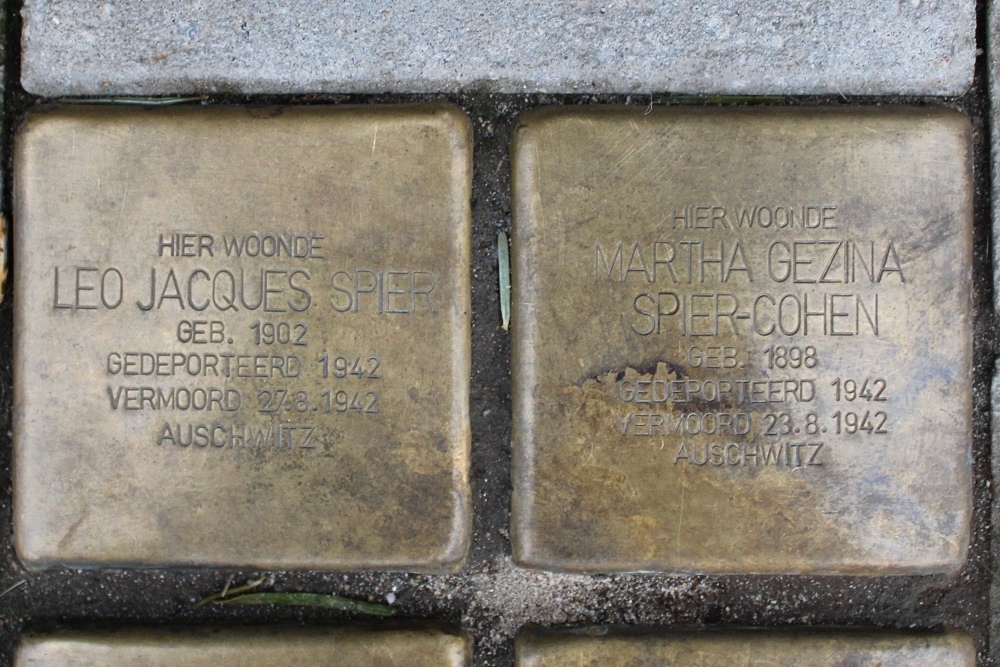 HIER WOONDE
LEO JACQUES SPIER
GEB. 1902
GEDEPORTEERD 1942
VERMOORD 27.8.1942
AUSCHWITZ
HIER WOONDE
MARTHA GEZINA
SPIER-COHEN
GEB. 1898
GEDEPORTEERD 1942
VERMOORD 23.8.1942
AUSCHWITZ